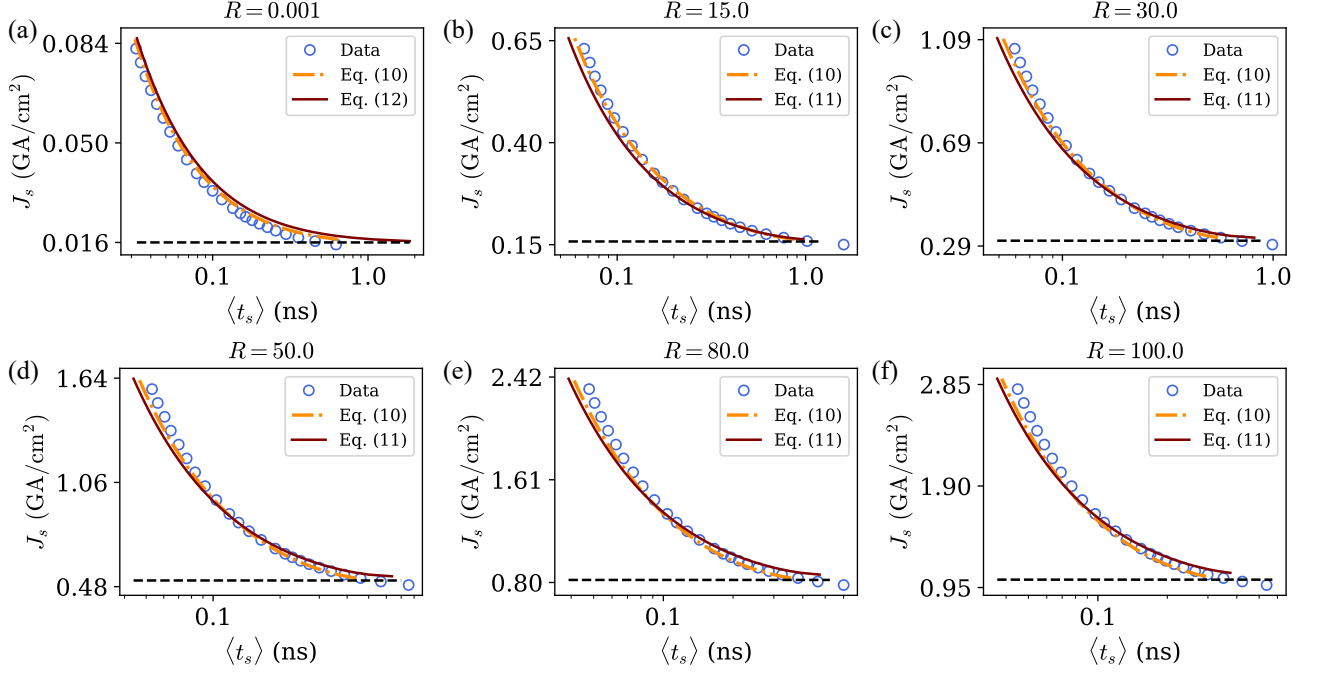 (a)
R = 0.001
J_s (GA/cm²)
0.084
0.050
0.016
Data
Eq. (10)
Eq. (12)
0.1
1.0
⟨t_s⟩ (ns)
(b)
R = 15.0
J_s (GA/cm²)
0.65
0.40
0.15
Data
Eq. (10)
Eq. (11)
0.1
1.0
⟨t_s⟩ (ns)
(c)
R = 30.0
J_s (GA/cm²)
1.09
0.69
0.29
Data
Eq. (10)
Eq. (11)
0.1
1.0
⟨t_s⟩ (ns)
(d)
R = 50.0
J_s (GA/cm²)
1.64
1.06
0.48
Data
Eq. (10)
Eq. (11)
0.1
⟨t_s⟩ (ns)
(e)
R = 80.0
J_s (GA/cm²)
2.42
1.61
0.80
Data
Eq. (10)
Eq. (11)
0.1
⟨t_s⟩ (ns)
(f)
R = 100.0
J_s (GA/cm²)
2.85
1.90
0.95
Data
Eq. (10)
Eq. (11)
0.1
⟨t_s⟩ (ns)